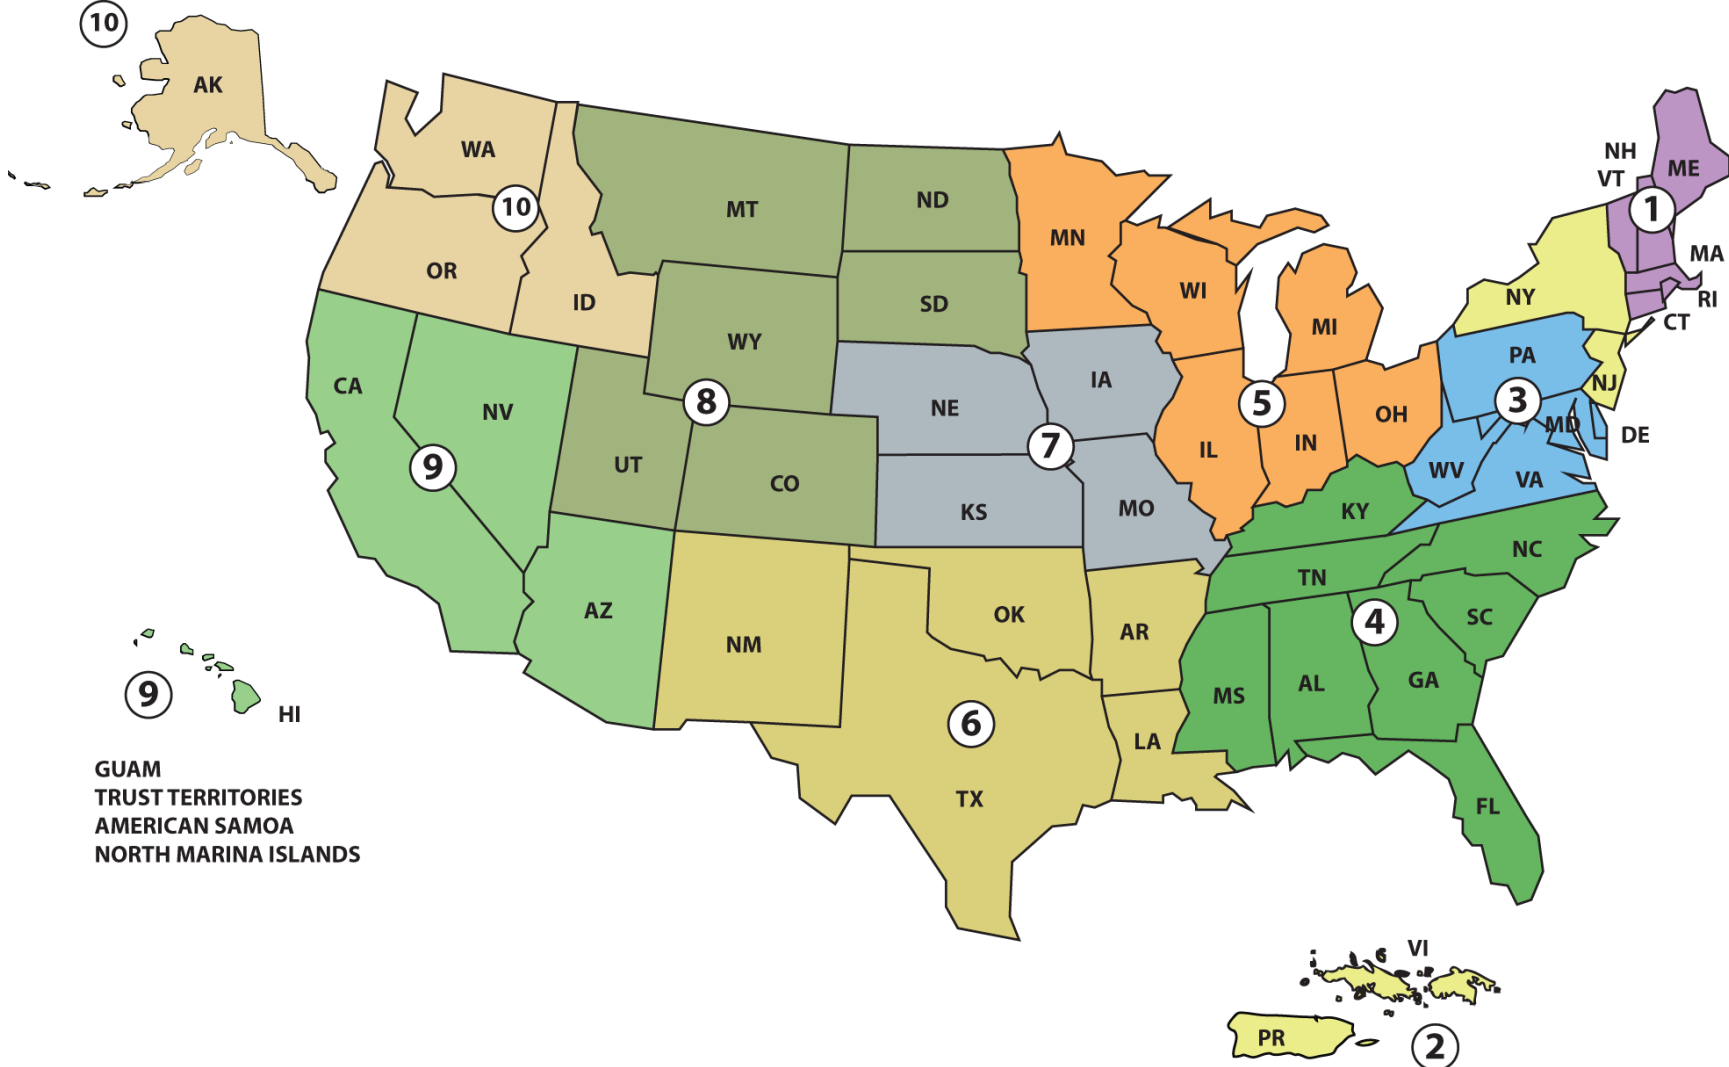 10
AK
WA
10
OR
ID
MT
ND
MN
NH
VT
ME
1
MA
RI
CT
WI
MI
NY
SD
WY
CA
NV
8
NE
IA
7
5
IL
IN
OH
PA
3
NJ
MD
DE
WV
VA
9
UT
CO
KS
MO
KY
NC
TN
4
SC
AZ
NM
OK
AR
MS
AL
GA
9
HI
6
LA
TX
FL
GUAM
TRUST TERRITORIES
AMERICAN SAMOA
NORTH MARINA ISLANDS
VI
PR
2